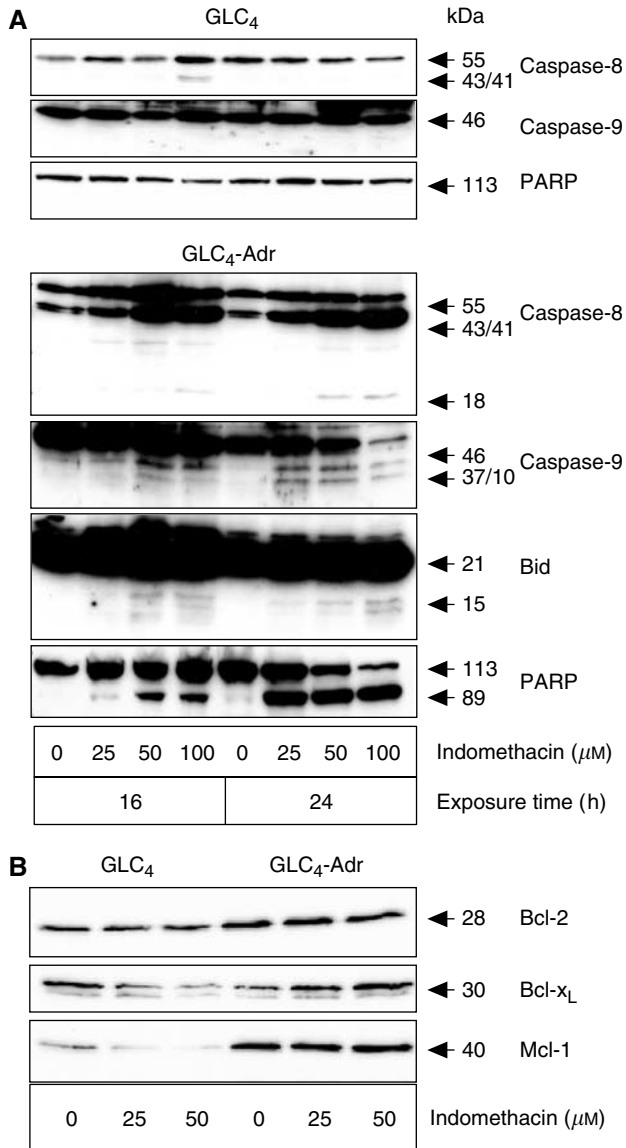 A
GLC4 kDa
55
43/41 Caspase-8
46 Caspase-9
113 PARP
GLC4-Adr
55
43/41 Caspase-8
18
46
37/10 Caspase-9
21 Bid
15
113
89 PARP
0 25 50 100 0 25 50 100 Indomethacin (μM)
16 24 Exposure time (h)
B
GLC4 GLC4-Adr
28 Bcl-2
30 Bcl-xL
40 Mcl-1
0 25 50 0 25 50 Indomethacin (μM)